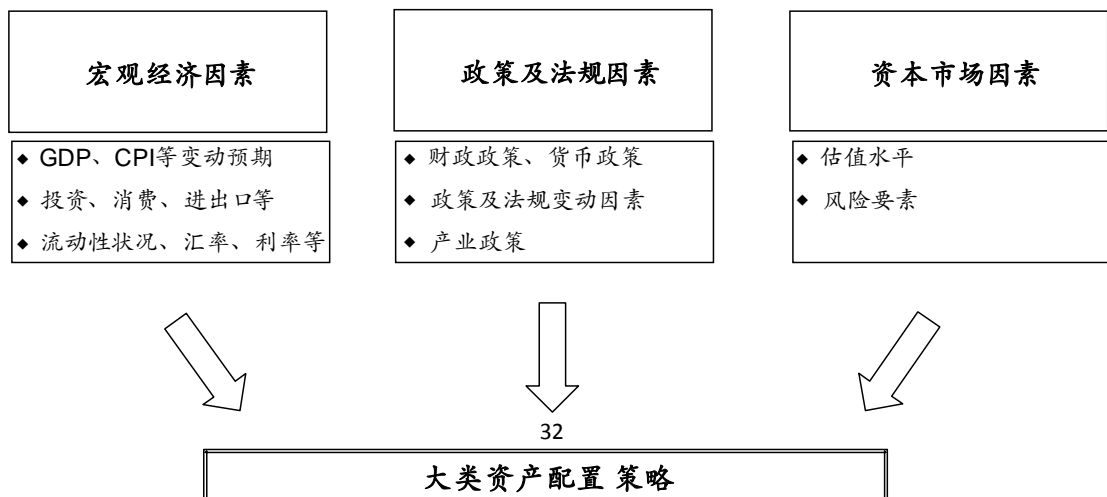 宏观经济因素
◆ GDP、CPI等变动预期
◆ 投资、消费、进出口等
◆ 流动性状况、汇率、利率等
政策及法规因素
◆ 财政政策、货币政策
◆ 政策及法规变动因素
◆ 产业政策
资本市场因素
◆ 估值水平
◆ 风险要素
32
大类资产配置 策略